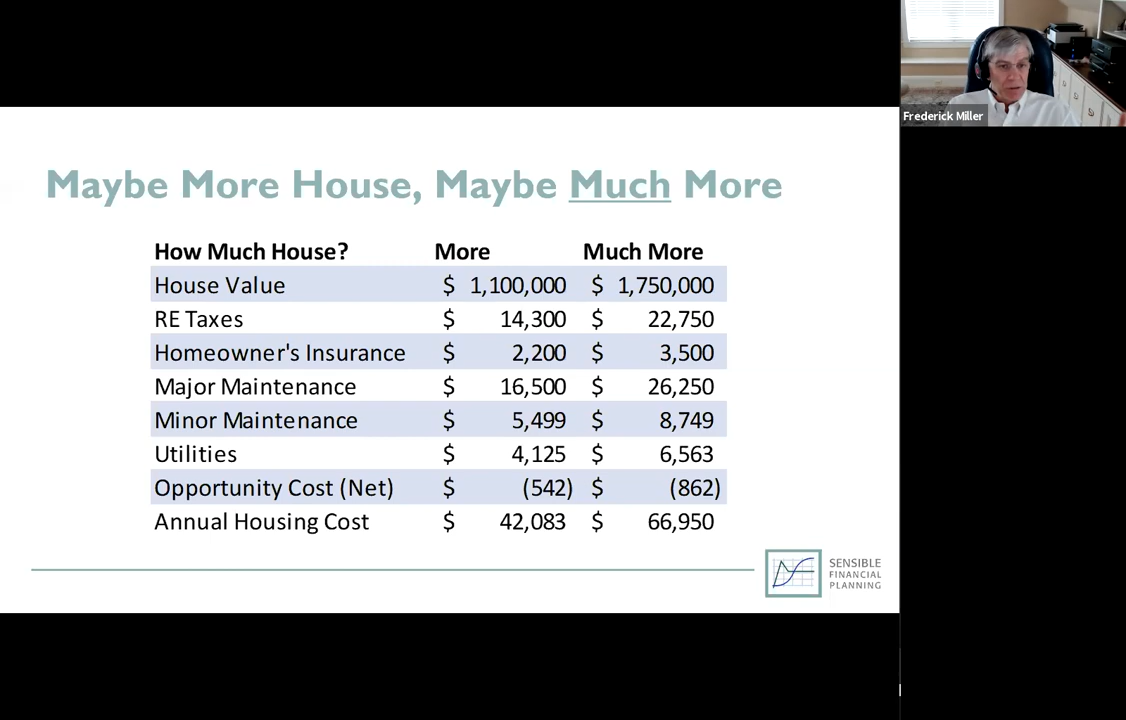 Frederick Miller
Maybe More House, Maybe Much More
How Much House? More Much More
House Value $ 1,100,000 $ 1,750,000
RE Taxes $ 14,300 $ 22,750
Homeowner's Insurance $ 2,200 $ 3,500
Major Maintenance $ 16,500 $ 26,250
Minor Maintenance $ 5,499 $ 8,749
Utilities $ 4,125 $ 6,563
Opportunity Cost (Net) $ (542) $ (862)
Annual Housing Cost $ 42,083 $ 66,950
SENSIBLE
FINANCIAL
PLANNING